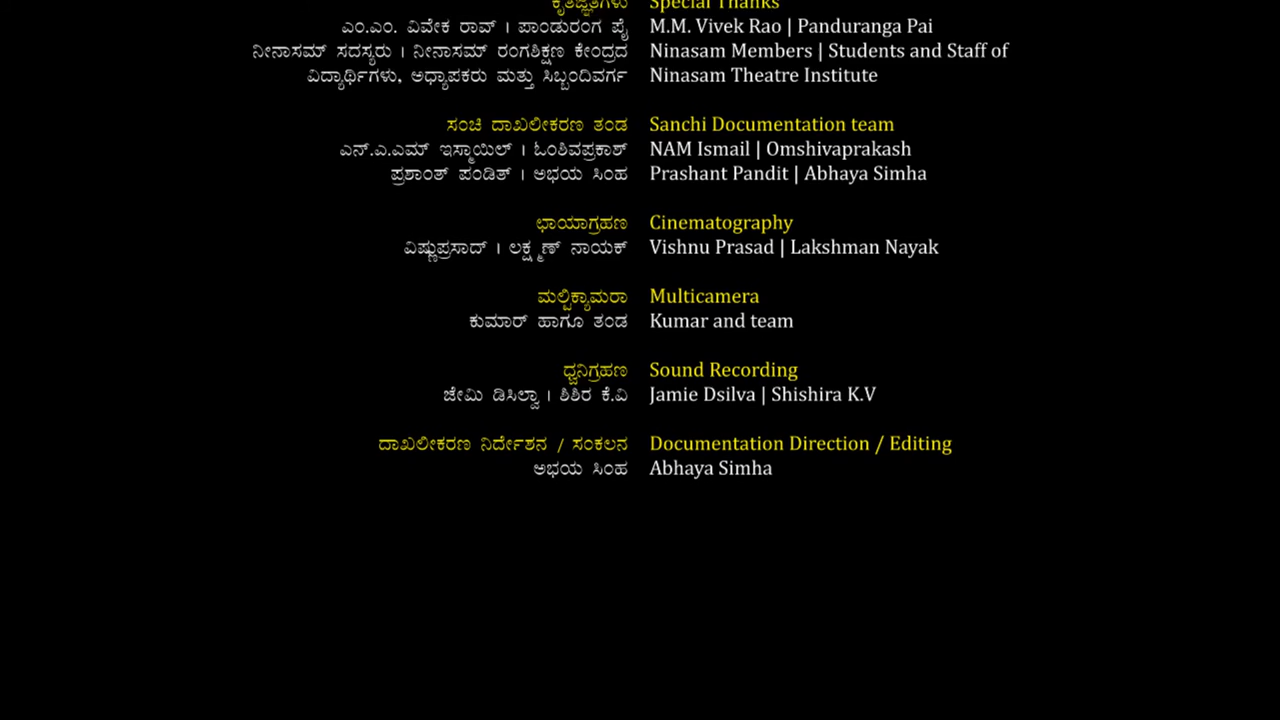 ಕೃತಜ್ಞತೆಗಳು Special Thanks
ಎಂ.ಎಂ. ವಿವೇಕ ರಾವ್ | ಪಾಂಡುರಂಗ ಪೈ M.M. Vivek Rao | Panduranga Pai
ನೀನಾಸಮ್ ಸದಸ್ಯರು | ನೀನಾಸಮ್ ರಂಗಶಿಕ್ಷಣ ಕೇಂದ್ರದ Ninasam Members | Students and Staff of
ವಿದ್ಯಾರ್ಥಿಗಳು, ಅಧ್ಯಾಪಕರು ಮತ್ತು ಸಿಬ್ಬಂದಿವರ್ಗ Ninasam Theatre Institute
ಸಂಚಿ ದಾಖಲೀಕರಣ ತಂಡ Sanchi Documentation team
ಎನ್.ಎ.ಎಮ್ ಇಸ್ಮಾಯಿಲ್ | ಓಂಶಿವಪ್ರಕಾಶ್ NAM Ismail | Omshivaprakash
ಪ್ರಶಾಂತ್ ಪಂಡಿತ್ | ಅಭಯ ಸಿಂಹ Prashant Pandit | Abhaya Simha
ಛಾಯಾಗ್ರಹಣ Cinematography
ವಿಷ್ಣುಪ್ರಸಾದ್ | ಲಕ್ಷ್ಮಣ್ ನಾಯಕ್ Vishnu Prasad | Lakshman Nayak
ಮಲ್ಟಿಕ್ಯಾಮರಾ Multicamera
ಕುಮಾರ್ ಹಾಗೂ ತಂಡ Kumar and team
ಧ್ವನಿಗ್ರಹಣ Sound Recording
ಜೇಮಿ ಡಿಸಿಲ್ವಾ | ಶಿಶಿರ ಕೆ.ವಿ Jamie Dsilva | Shishira K.V
ದಾಖಲೀಕರಣ ನಿರ್ದೇಶನ / ಸಂಕಲನ Documentation Direction / Editing
ಅಭಯ ಸಿಂಹ Abhaya Simha